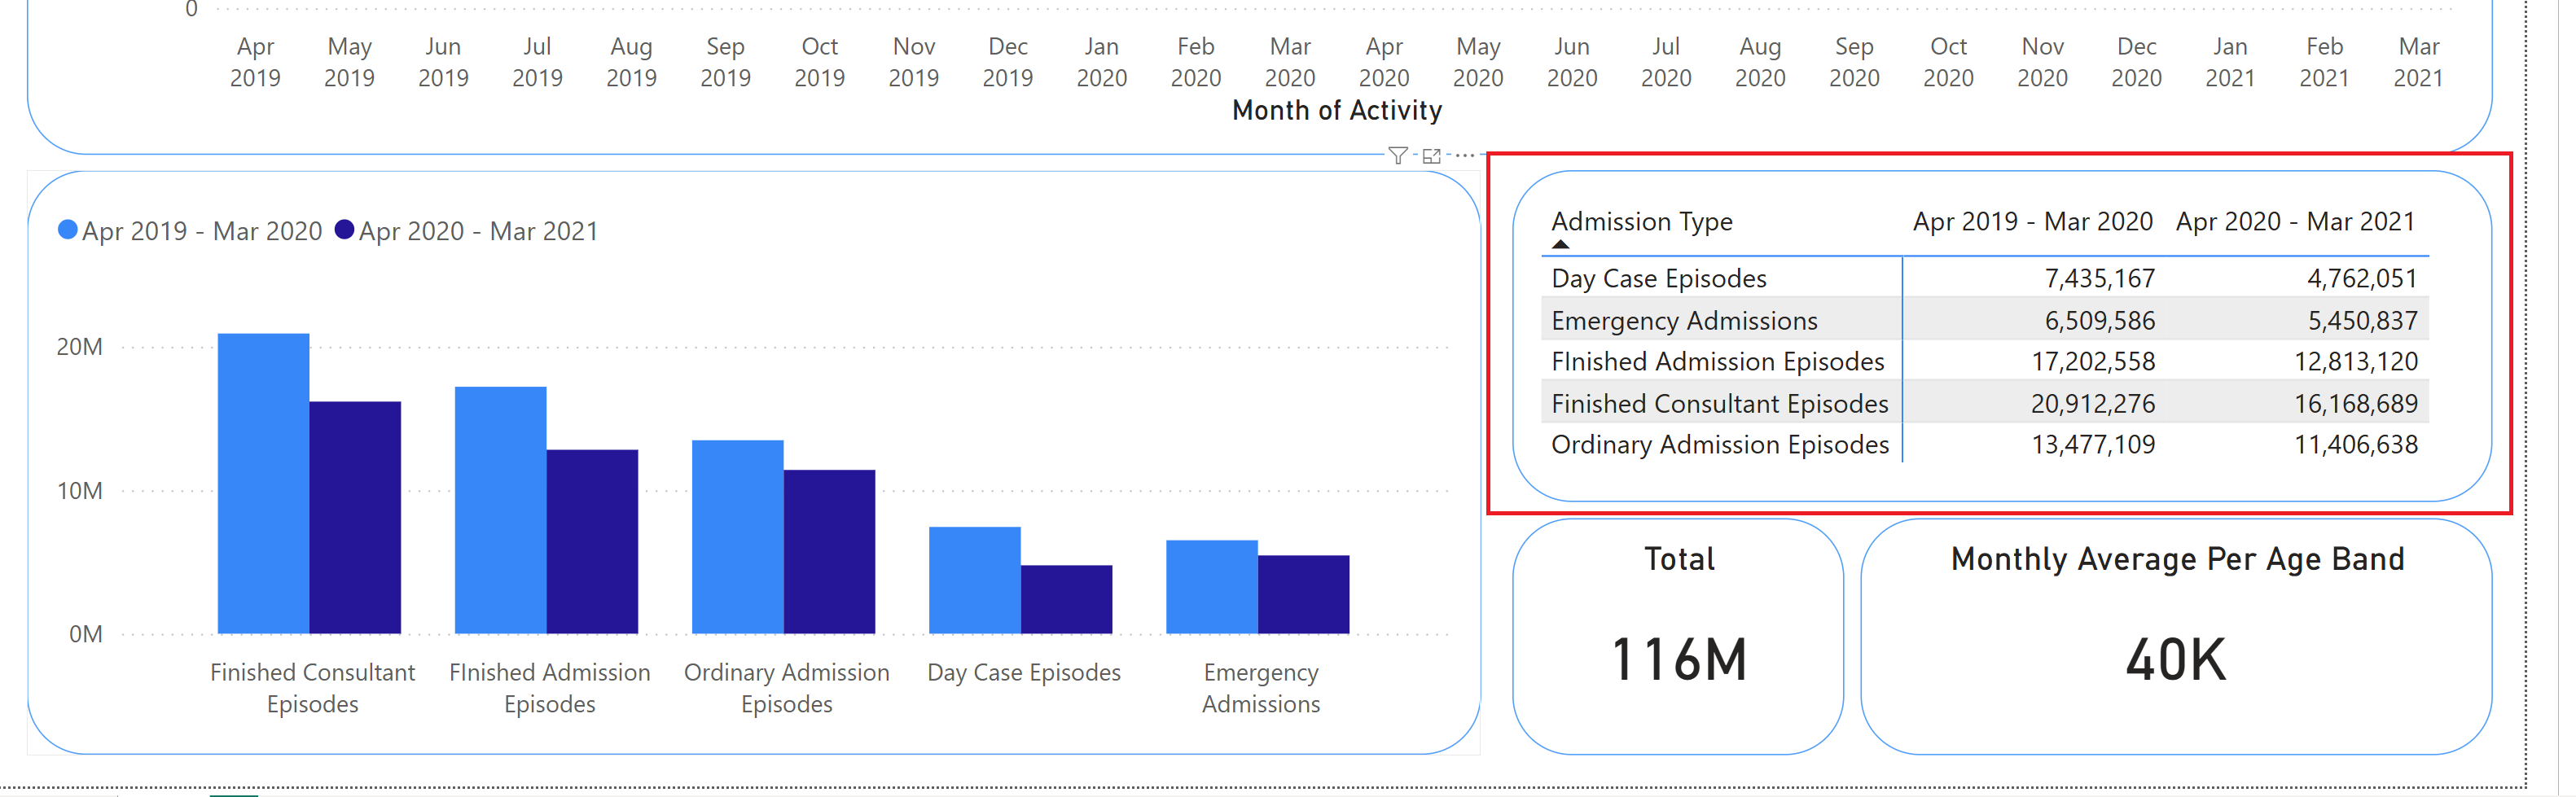 0
Apr May Jun Jul Aug Sep Oct Nov Dec Jan Feb Mar Apr May Jun Jul Aug Sep Oct Nov Dec Jan Feb Mar
2019 2019 2019 2019 2019 2019 2019 2019 2019 2020 2020 2020 2020 2020 2020 2020 2020 2020 2020 2020 2020 2021 2021 2021
Month of Activity
Apr 2019 - Mar 2020 Apr 2020 - Mar 2021
20M
10M
0M
Finished Consultant FInished Admission Ordinary Admission Day Case Episodes Emergency
Episodes Episodes Episodes Admissions
Admission Type Apr 2019 - Mar 2020 Apr 2020 - Mar 2021
Day Case Episodes 7,435,167 4,762,051
Emergency Admissions 6,509,586 5,450,837
FInished Admission Episodes 17,202,558 12,813,120
Finished Consultant Episodes 20,912,276 16,168,689
Ordinary Admission Episodes 13,477,109 11,406,638
Total
116M
Monthly Average Per Age Band
40K